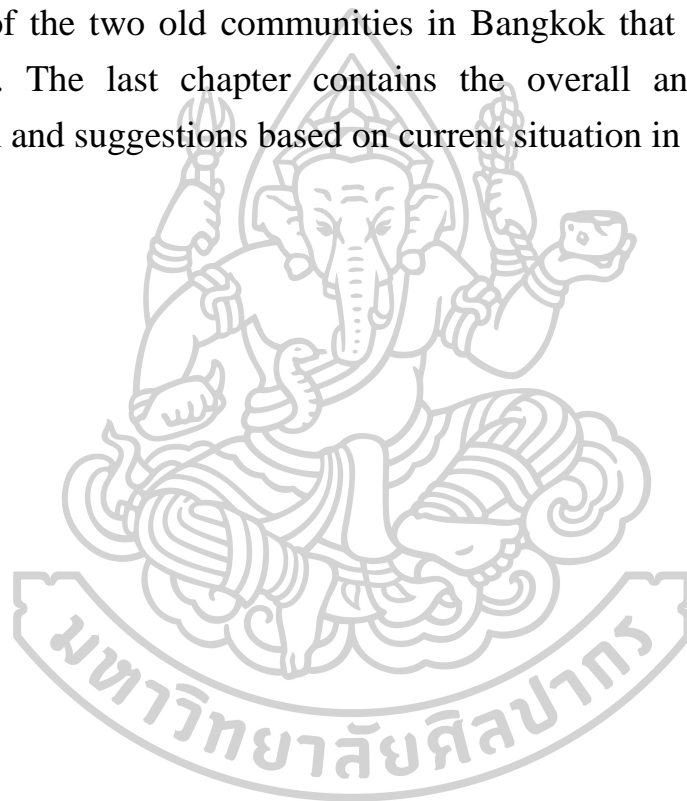 of the two old communities in Bangkok that
. The last chapter contains the overall an
and suggestions based on current situation in
มหาวิทยาลัยศิลปากร